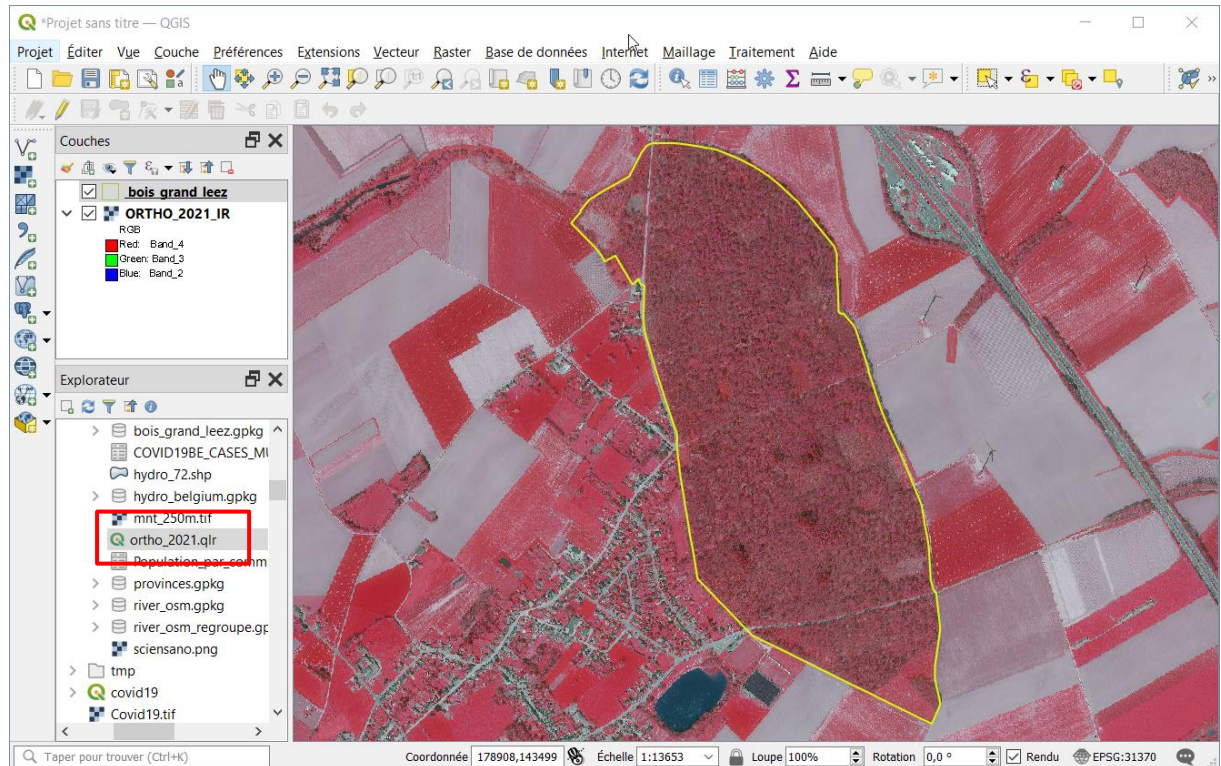 *Projet sans titre — QGIS
Projet Éditer Vue Couche Préférences Extensions Vecteur Raster Base de données Internet Maillage Traitement Aide
Couches
bois grand leez
ORTHO_2021_IR
RGB
Red: Band_4
Green: Band_3
Blue: Band_2
Explorateur
bois_grand_leez.gpkg
COVID19BE_CASES_MU
hydro_72.shp
hydro_belgium.gpkg
mnt_250m.tif
ortho_2021.qlr
Population_par_comm
provinces.gpkg
river_osm.gpkg
river_osm_regroupe.gp
sciensano.png
tmp
covid19
Covid19.tif
Taper pour trouver (Ctrl+K) Coordonnée 178908,143499 Échelle 1:13653 Loupe 100% Rotation 0,0 ° Rendu EPSG:31370